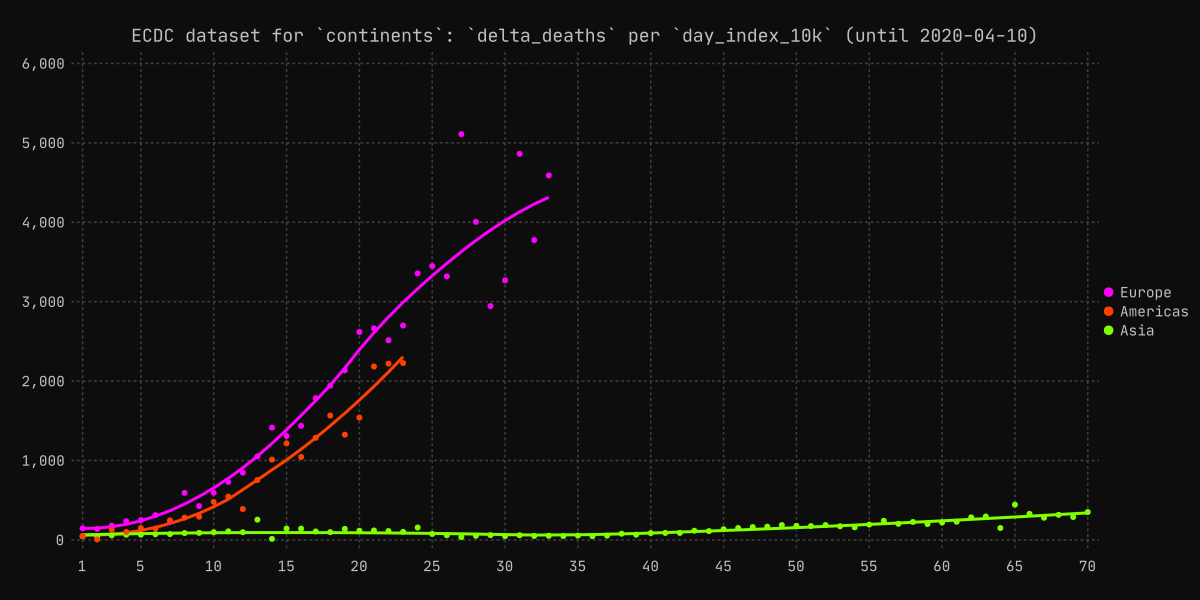 ECDC dataset for `continents`: `delta_deaths` per `day_index_10k` (until 2020-04-10)
6,000
5,000
4,000
3,000
2,000
1,000
0
1 5 10 15 20 25 30 35 40 45 50 55 60 65 70
Europe
Americas
Asia